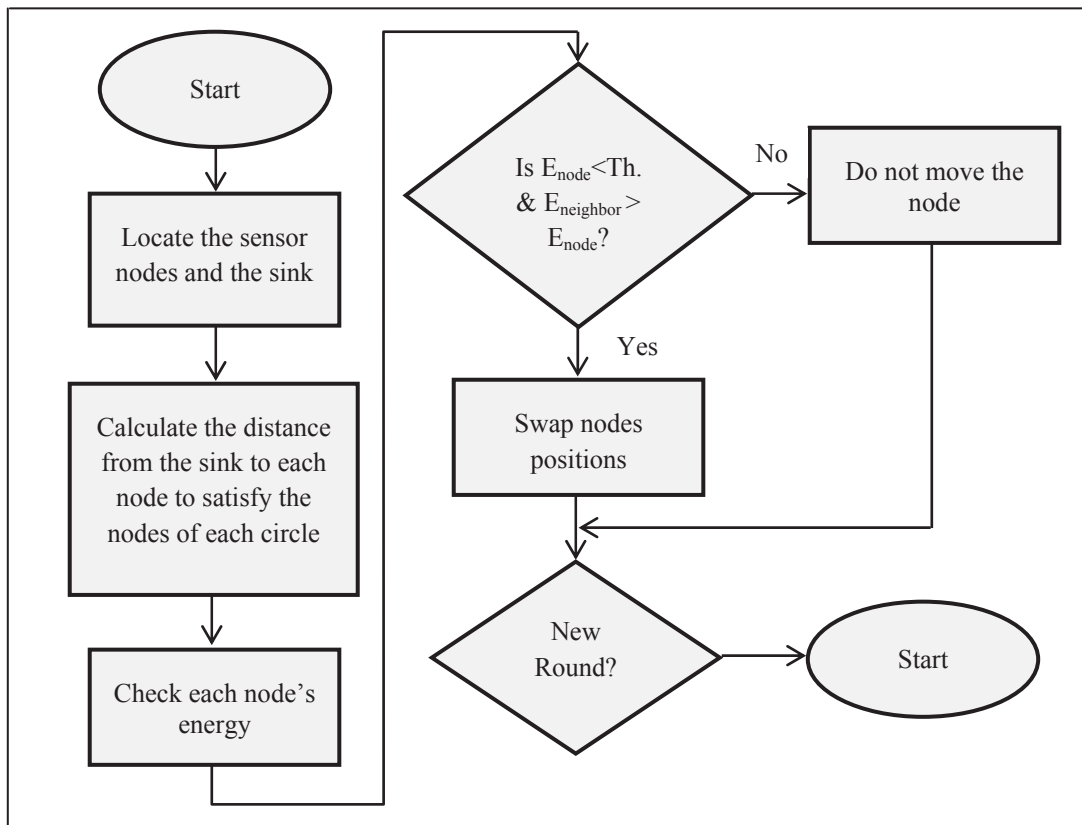 Start
Locate the sensor
nodes and the sink
Calculate the distance
from the sink to each
node to satisfy the
nodes of each circle
Check each node’s
energy
Is Enode<Th.
& Eneighbor >
Enode?
No
Do not move the
node
Yes
Swap nodes
positions
New
Round?
Start